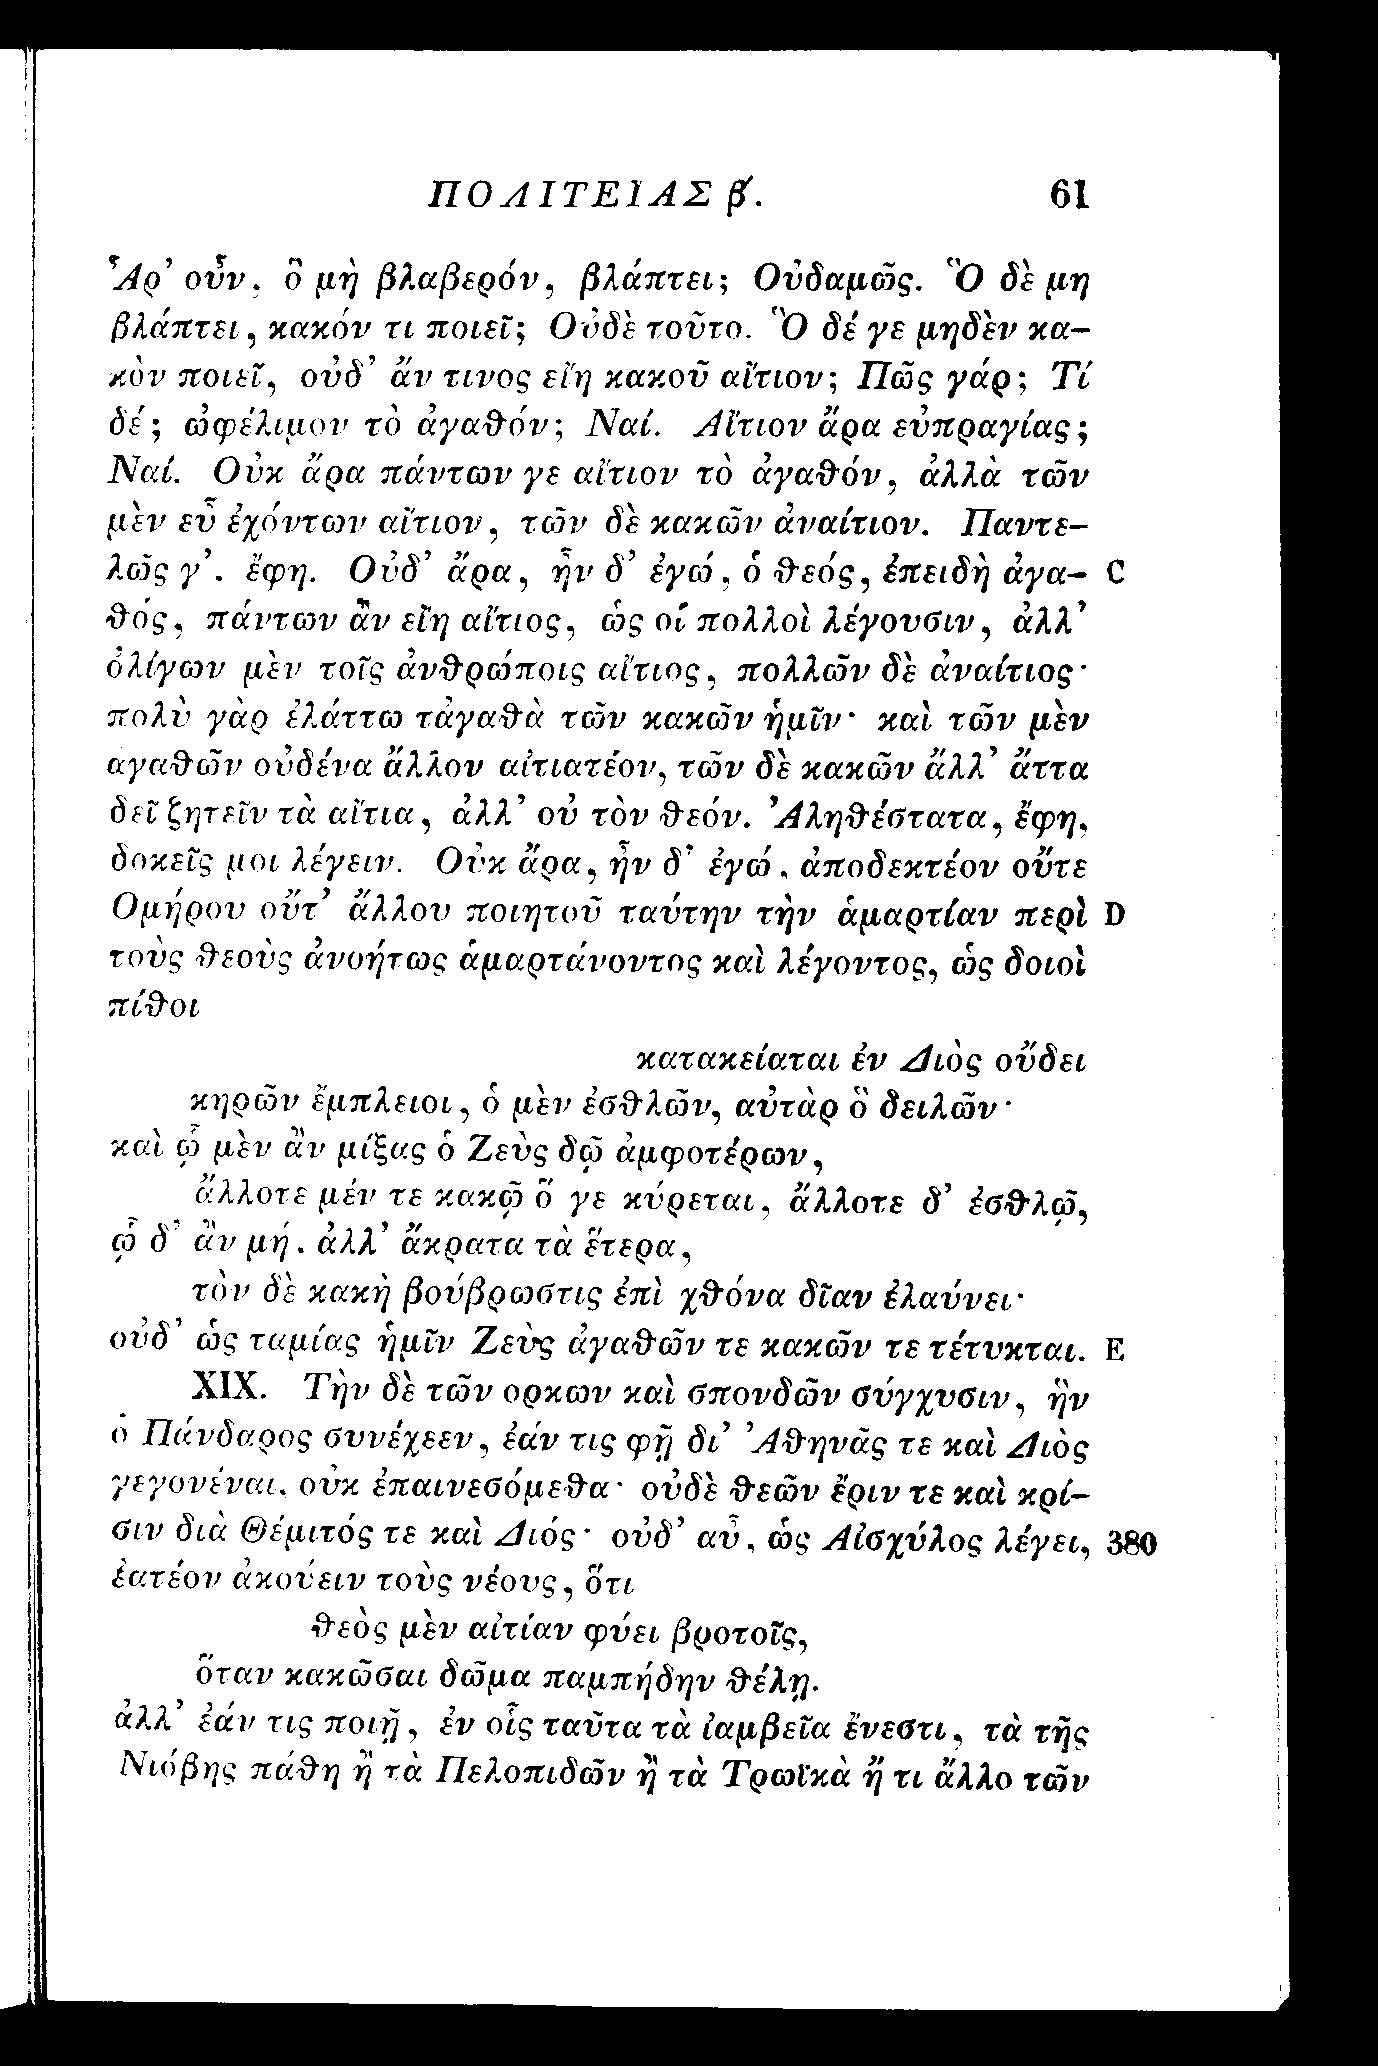 ΠΟΛΙΤΕΙΑΣ β΄. 61
Ἆρ’ οὖν, ὃ μὴ βλαβερόν, βλάπτει; Οὐδαμῶς. Ὃ δὲ μη
βλάπτει, κακόν τι ποιεῖ; Οὐδὲ τοῦτο. Ὃ δέ γε μηδὲν κα-
κὸν ποιεῖ, οὐδ’ ἄν τινος εἴη κακοῦ αἴτιον; Πῶς γάρ; Τί
δέ; ὠφέλιμον τὸ ἀγαθόν; Ναί. Αἴτιον ἄρα εὐπραγίας;
Ναί. Οὐκ ἄρα πάντων γε αἴτιον τὸ ἀγαθόν, ἀλλὰ τῶν
μὲν εὖ ἐχόντων αἴτιον, τῶν δὲ κακῶν ἀναίτιον. Παντε-
λῶς γ’. ἔφη. Οὐδ’ ἄρα, ἦν δ’ ἐγώ, ὁ θεός, ἐπειδὴ ἀγα- C
θός, πάντων ἂν εἴη αἴτιος, ὡς οἱ πολλοὶ λέγουσιν, ἀλλ’
ὀλίγων μὲν τοῖς ἀνθρώποις αἴτιος, πολλῶν δὲ ἀναίτιος·
πολὺ γὰρ ἐλάττω τἀγαθὰ τῶν κακῶν ἡμῖν· καὶ τῶν μὲν
αγαθῶν οὐδένα ἄλλον αἰτιατέον, τῶν δὲ κακῶν ἄλλ’ ἄττα
δεῖ ζητεῖν τὰ αἴτια, ἀλλ’ οὐ τὸν θεόν. Ἀληθέστατα, ἔφη,
δοκεῖς μοι λέγειν. Οὐκ ἄρα, ἦν δ’ ἐγώ, ἀποδεκτέον οὔτε
Ομήρου οὔτ’ ἄλλου ποιητοῦ ταύτην τὴν ἁμαρτίαν περὶ D
τοὺς θεοὺς ἀνοήτως ἁμαρτάνοντος καὶ λέγοντος, ὡς δοιοὶ
πίθοι
κατακείαται ἐν Διὸς οὔδει
κηρῶν ἔμπλειοι, ὁ μὲν ἐσθλῶν, αὐτὰρ ὃ δειλῶν·
καὶ ᾧ μὲν ἂν μίξας ὁ Ζεὺς δῷ ἀμφοτέρων,
ἄλλοτε μέν τε κακῷ ὅ γε κύρεται, ἄλλοτε δ’ ἐσθλῷ,
ᾧ δ’ ἂν μή, ἀλλ’ ἄκρατα τὰ ἕτερα,
τὸν δὲ κακὴ βούβρωστις ἐπὶ χθόνα δῖαν ἐλαύνει·
οὐδ’ ὡς ταμίας ἡμῖν Ζεὺς ἀγαθῶν τε κακῶν τε τέτυκται. E
XIX. Τὴν δὲ τῶν ορκων καὶ σπονδῶν σύγχυσιν, ἣν
ὁ Πάνδαρος συνέχεεν, ἐάν τις φῇ δι’ Ἀθηνᾶς τε καὶ Διὸς
γεγονέναι, οὐκ ἐπαινεσόμεθα· οὐδὲ θεῶν ἔριν τε καὶ κρί-
σιν διὰ Θέμιτός τε καὶ Διός· οὐδ’ αὖ, ὡς Αἰσχύλος λέγει, 380
ἐατέον ἀκούειν τοὺς νέους, ὅτι
θεὸς μὲν αἰτίαν φύει βροτοῖς,
ὅταν κακῶσαι δῶμα παμπήδην θέλῃ.
ἀλλ’ ἐάν τις ποιῇ, ἐν οἷς ταῦτα τὰ ἰαμβεῖα ἔνεστι, τὰ τῆς
Νιόβης πάθη ἢ τὰ Πελοπιδῶν ἢ τὰ Τρωϊκὰ ἤ τι ἄλλο τῶν